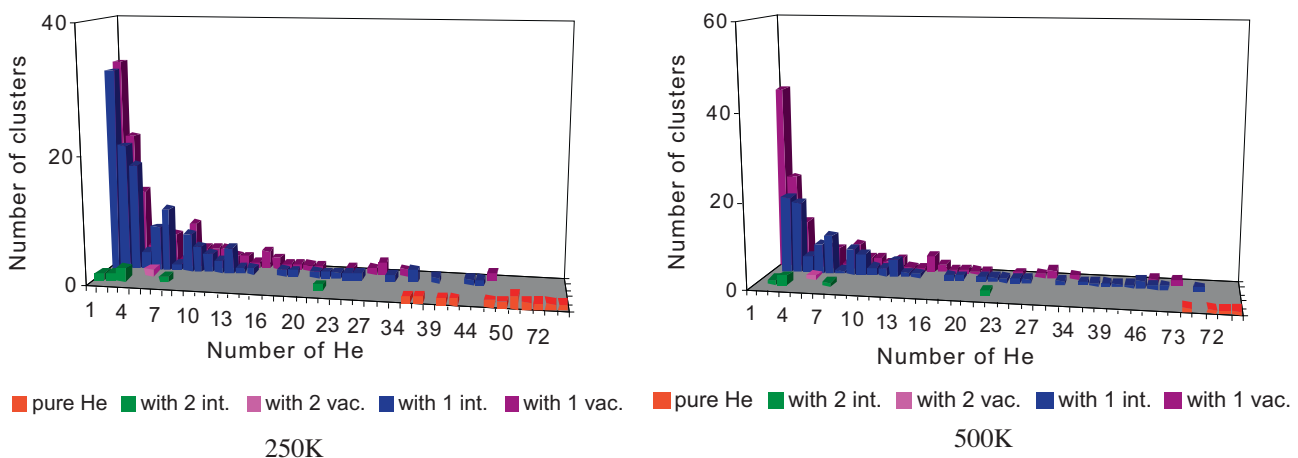 40
20
0
Number of clusters
1 4 7 10 13 16 20 23 27 34 39 44 50 72
Number of He
pure He with 2 int. with 2 vac. with 1 int. with 1 vac.
250K
60
40
20
0
Number of clusters
1 4 7 10 13 16 20 23 27 34 39 46 73 72
Number of He
pure He with 2 int. with 2 vac. with 1 int. with 1 vac.
500K